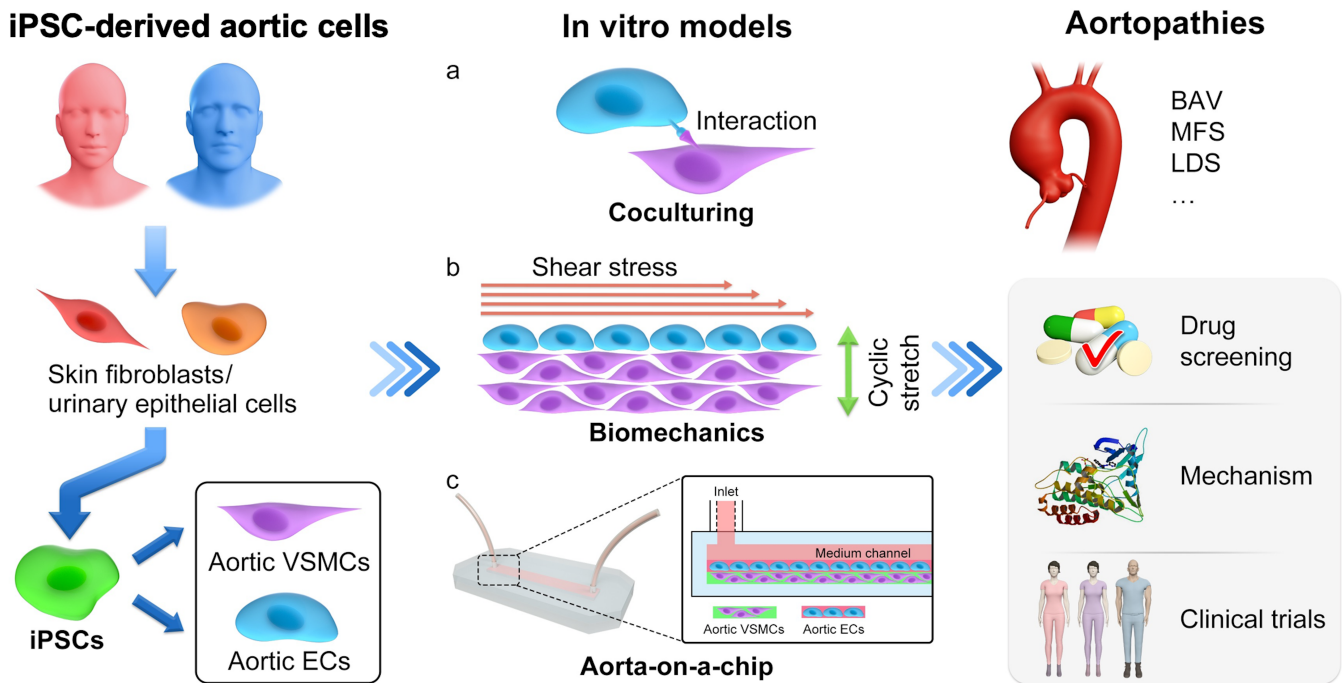 iPSC-derived aortic cells
Skin fibroblasts/
urinary epithelial cells
iPSCs
Aortic VSMCs
Aortic ECs
In vitro models
a
Interaction
Coculturing
b
Shear stress
Cyclic
stretch
Biomechanics
c
Inlet
Medium channel
Aortic VSMCs
Aortic ECs
Aorta-on-a-chip
Aortopathies
BAV
MFS
LDS
…
Drug
screening
Mechanism
Clinical trials